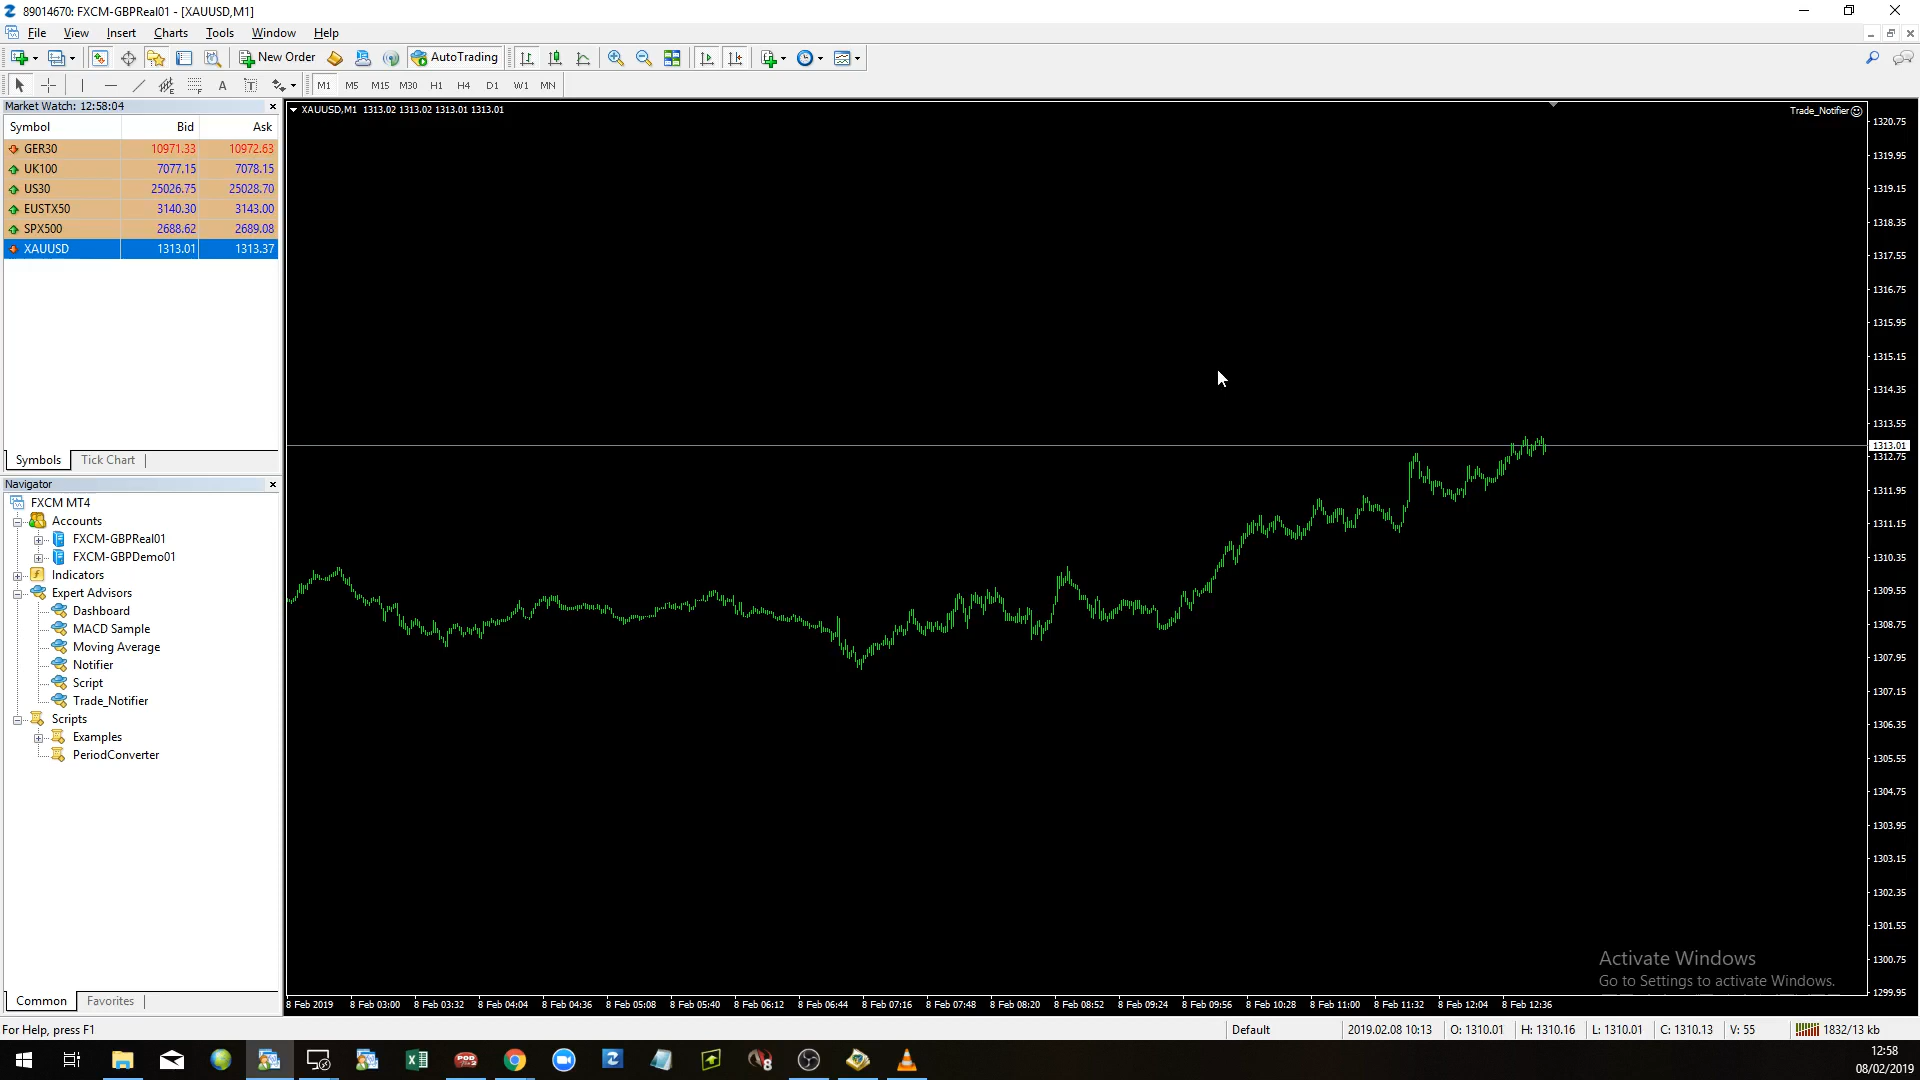 89014670: FXCM-GBPReal01 - [XAUUSD,M1]
File View Insert Charts Tools Window Help
New Order AutoTrading
A T M1 M5 M15 M30 H1 H4 D1 W1 MN
Market Watch: 12:58:04
Symbol Bid Ask
GER30 10971.33 10972.63
UK100 7077.15 7078.15
US30 25026.75 25028.70
EUSTX50 3140.30 3143.00
SPX500 2688.62 2689.08
XAUUSD 1313.01 1313.37
Symbols Tick Chart
Navigator
FXCM MT4
Accounts
FXCM-GBPReal01
FXCM-GBPDemo01
Indicators
Expert Advisors
Dashboard
MACD Sample
Moving Average
Notifier
Script
Trade_Notifier
Scripts
Examples
PeriodConverter
Common Favorites
XAUUSD,M1 1313.02 1313.02 1313.01 1313.01
Trade_Notifier
1320.75
1319.95
1319.15
1318.35
1317.55
1316.75
1315.95
1315.15
1314.35
1313.55
1313.01
1312.75
1311.95
1311.15
1310.35
1309.55
1308.75
1307.95
1307.15
1306.35
1305.55
1304.75
1303.95
1303.15
1302.35
1301.55
1300.75
1299.95
Activate Windows
Go to Settings to activate Windows.
8 Feb 2019 8 Feb 03:00 8 Feb 03:32 8 Feb 04:04 8 Feb 04:36 8 Feb 05:08 8 Feb 05:40 8 Feb 06:12 8 Feb 06:44 8 Feb 07:16 8 Feb 07:48 8 Feb 08:20 8 Feb 08:52 8 Feb 09:24 8 Feb 09:56 8 Feb 10:28 8 Feb 11:00 8 Feb 11:32 8 Feb 12:04 8 Feb 12:36
For Help, press F1 Default 2019.02.08 10:13 O: 1310.01 H: 1310.16 L: 1310.01 C: 1310.13 V: 55 1832/13 kb
12:58
08/02/2019